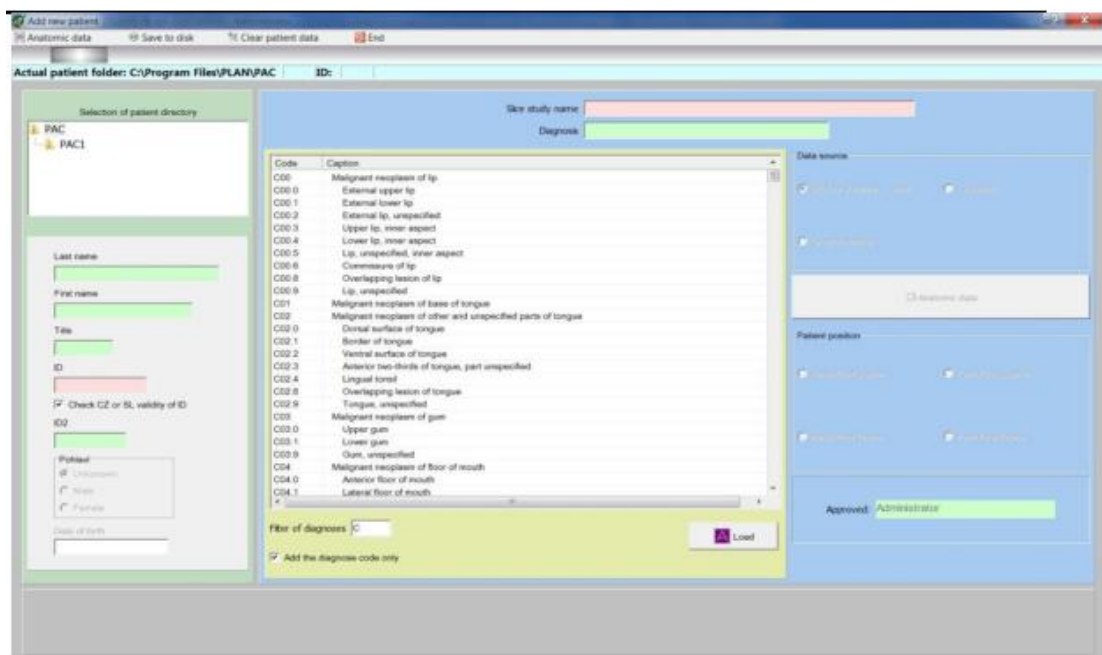 Add new patient
Anatomic data Save to disk Clear patient data End
Actual patient folder: C:\Program Files\PLAN\PAC ID:
Selection of patient directory
PAC
PAC1
Last name
First name
Title
ID
Check CZ or SL validity of ID
ID2
Pohlaví
Unknown
Male
Female
Date of birth
Slice study name
Diagnosis
Code Caption
C00 Malignant neoplasm of lip
C00.0 External upper lip
C00.1 External lower lip
C00.2 External lip, unspecified
C00.3 Upper lip, inner aspect
C00.4 Lower lip, inner aspect
C00.5 Lip, unspecified, inner aspect
C00.6 Commissure of lip
C00.8 Overlapping lesion of lip
C00.9 Lip, unspecified
C01 Malignant neoplasm of base of tongue
C02 Malignant neoplasm of other and unspecified parts of tongue
C02.0 Dorsal surface of tongue
C02.1 Border of tongue
C02.2 Ventral surface of tongue
C02.3 Anterior two-thirds of tongue, part unspecified
C02.4 Lingual tonsil
C02.8 Overlapping lesion of tongue
C02.9 Tongue, unspecified
C03 Malignant neoplasm of gum
C03.0 Upper gum
C03.1 Lower gum
C03.9 Gum, unspecified
C04 Malignant neoplasm of floor of mouth
C04.0 Anterior floor of mouth
C04.1 Lateral floor of mouth
Filter of diagnoses C
Add the diagnose code only
Load
Data source
Anatomic data
Patient position
Approved: Administrator